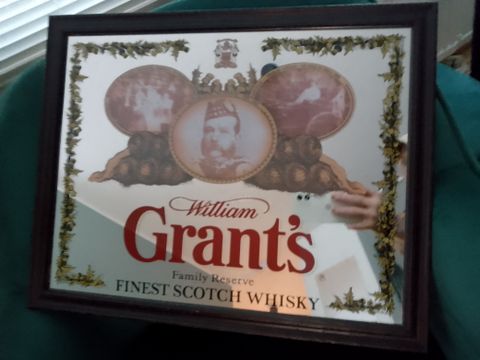 William
Grant's
Family Reserve
FINEST SCOTCH WHISKY